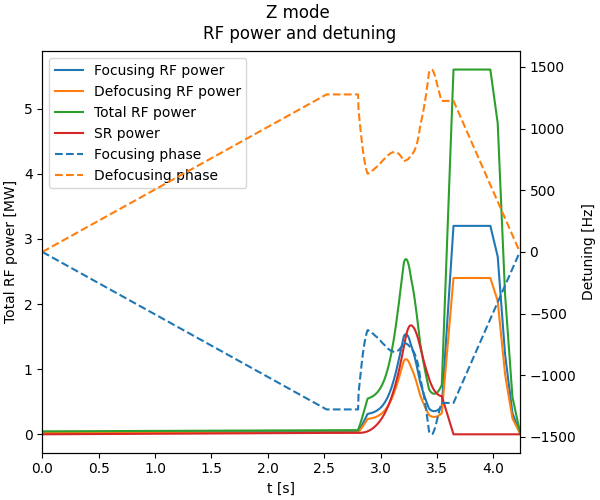 Z mode
RF power and detuning
Focusing RF power
Defocusing RF power
Total RF power
SR power
Focusing phase
Defocusing phase
Total RF power [MW]
5
4
3
2
1
0
1500
1000
500
0
−500
−1000
−1500
Detuning [Hz]
0.0 0.5 1.0 1.5 2.0 2.5 3.0 3.5 4.0
t [s]